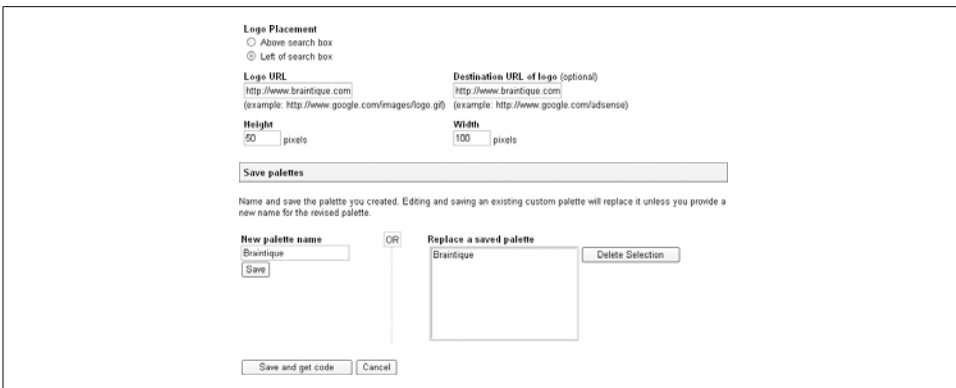 Logo Placement
Above search box
Left of search box
Logo URL
Destination URL of logo (optional)
http://www.braintique.com
http://www.braintique.com
(example: http://www.google.com/images/logo.gif)
(example: http://www.google.com/adsense)
Height
Width
50 pixels
100 pixels
Save palettes
Name and save the palette you created. Editing and saving an existing custom palette will replace it unless you provide a
new name for the revised palette.
New palette name
OR
Replace a saved palette
Braintique
Save
Braintique
Delete Selection
Save and get code
Cancel